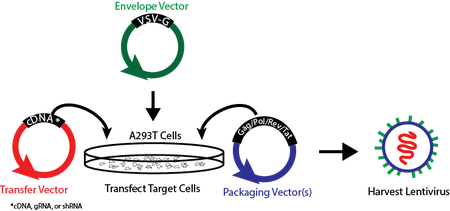 Envelope Vector
VSV-G
cDNA*
A293T Cells
Gag/Pol/Rev/Tat
Transfer Vector
Transfect Target Cells
Packaging Vector(s)
Harvest Lentivirus
*cDNA, gRNA, or shRNA